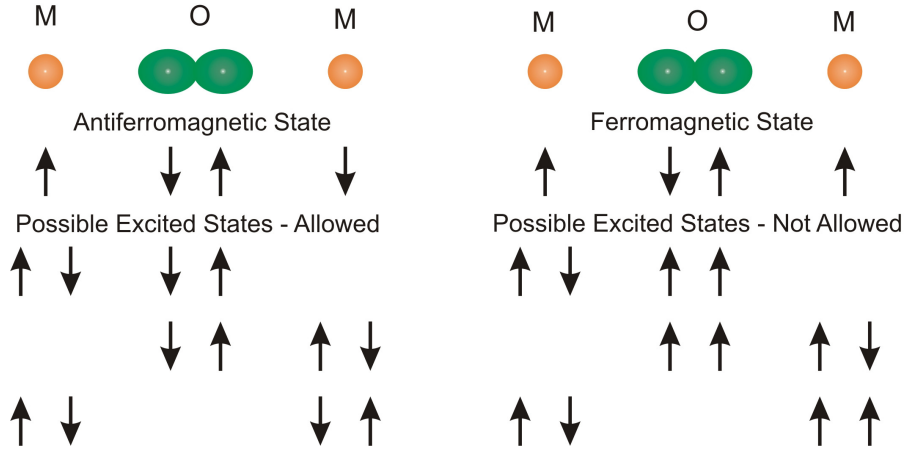 M O M
Antiferromagnetic State
Possible Excited States - Allowed
M O M
Ferromagnetic State
Possible Excited States - Not Allowed